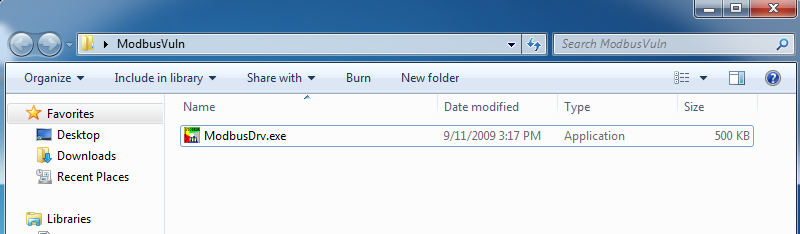 ModbusVuln
Search ModbusVuln
Organize Include in library Share with Burn New folder
Favorites
Desktop
Downloads
Recent Places
Libraries
Name Date modified Type Size
ModbusDrv.exe 9/11/2009 3:17 PM Application 500 KB